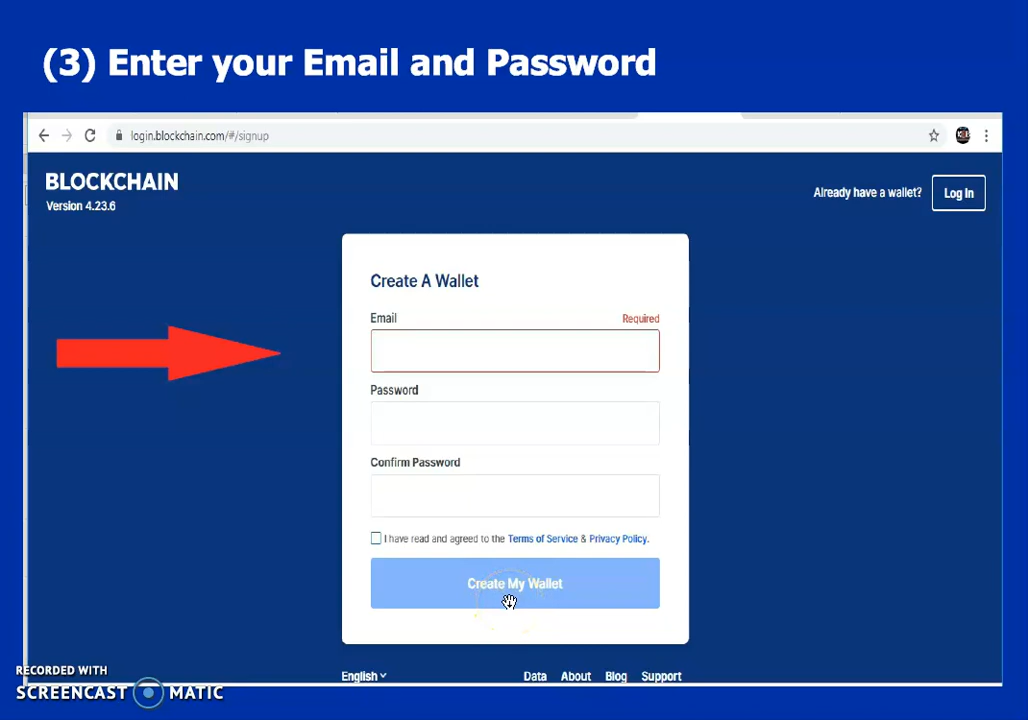 (3) Enter your Email and Password
login.blockchain.com/#/signup
BLOCKCHAIN
Version 4.23.6
Already have a wallet?
Log In
Create A Wallet
Email
Required
Password
Confirm Password
I have read and agreed to the Terms of Service & Privacy Policy.
Create My Wallet
English
Data About Blog Support
RECORDED WITH
SCREENCAST MATIC